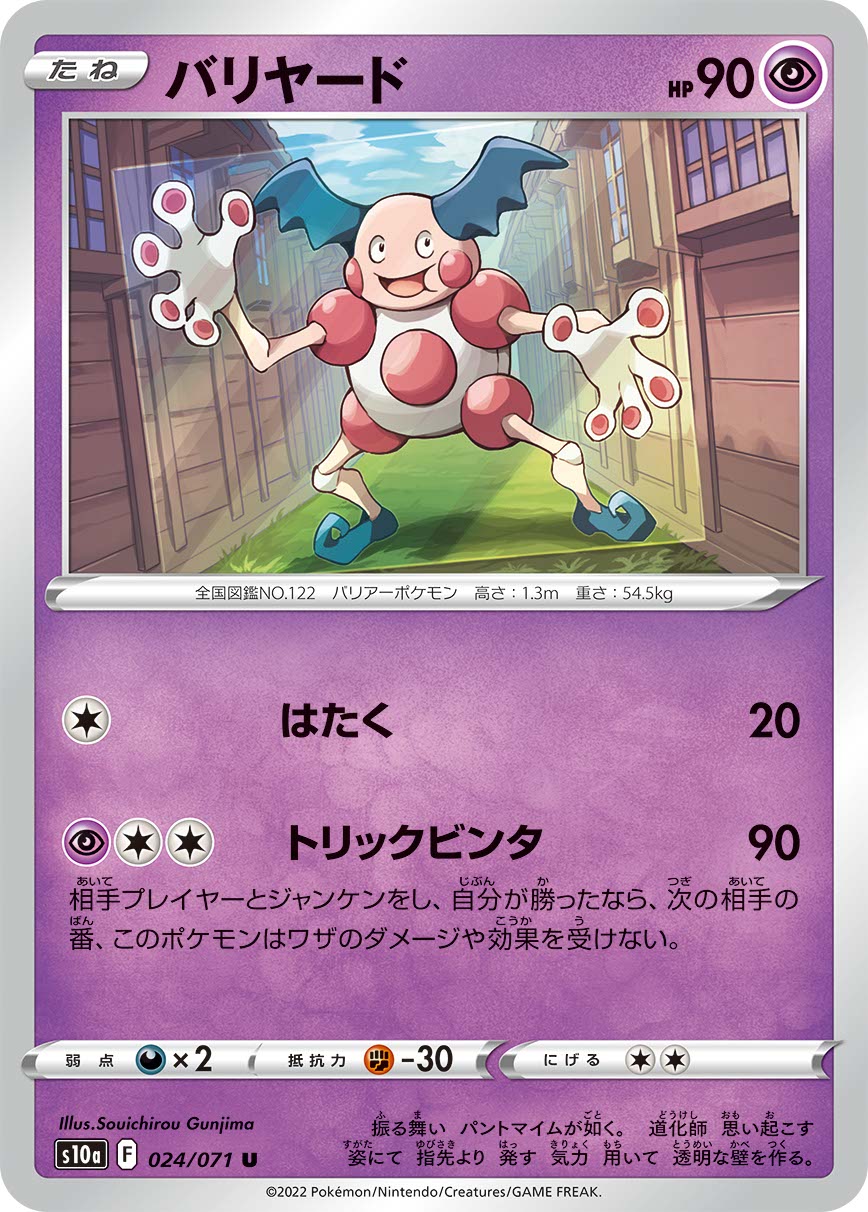 たね バリヤード HP90
全国図鑑NO.122 バリアーポケモン 高さ：1.3m 重さ：54.5kg
はたく 20
トリックビンタ 90
相手プレイヤーとジャンケンをし、自分が勝ったなら、次の相手の
番、このポケモンはワザのダメージや効果を受けない。
弱点 ×2 抵抗力 -30 にげる
Illus.Souichirou Gunjima
s10a F 024/071 U
振る舞い パントマイムが如く。 道化師 思い起こす
姿にて 指先より 発す 気力 用いて 透明な壁を作る。
©2022 Pokémon/Nintendo/Creatures/GAME FREAK.